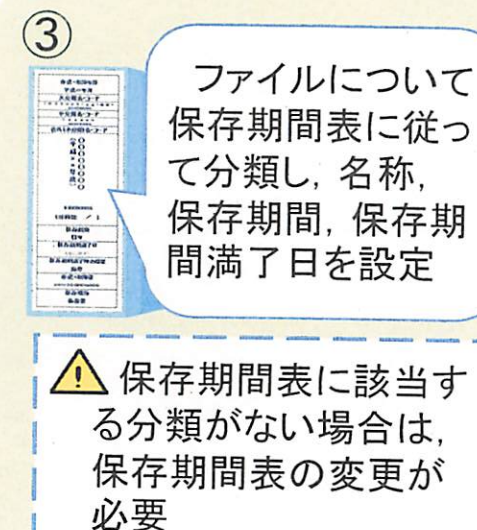 ③
ファイルについて
保存期間表に従っ
て分類し，名称，
保存期間，保存期
間満了日を設定
保存期間表に該当す
る分類がない場合は，
保存期間表の変更が
必要